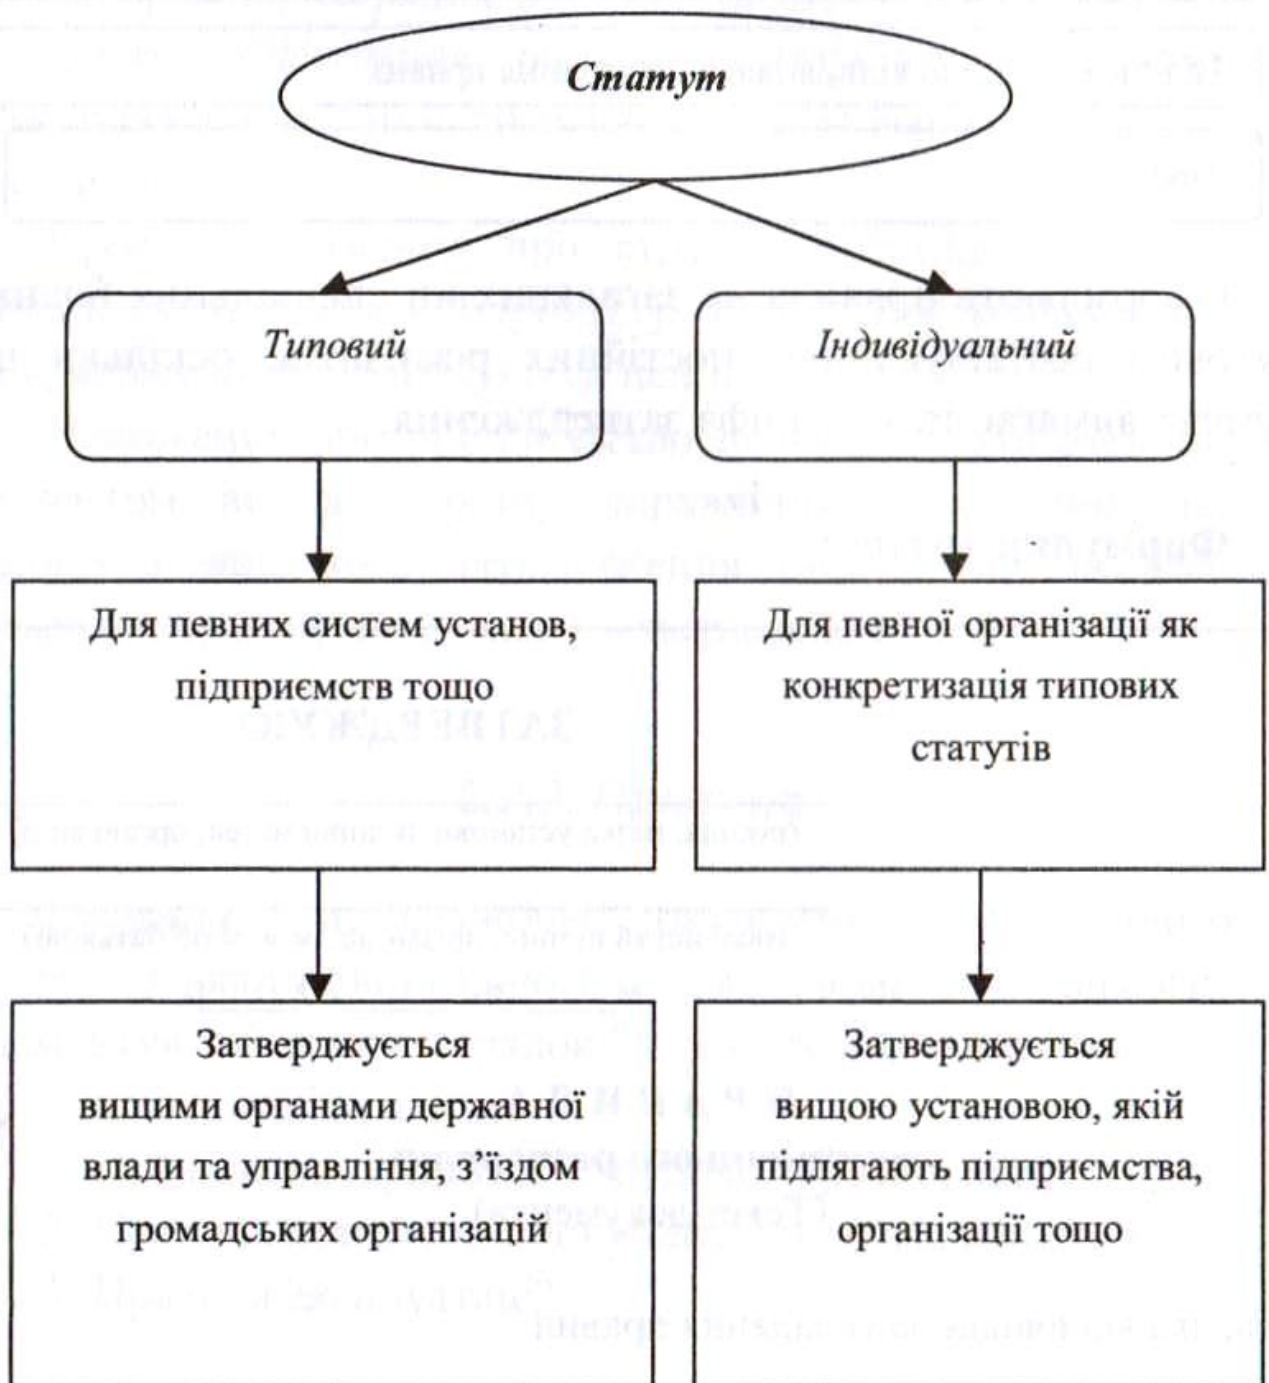 Статут
Типовий
Індивідуальний
Для певних систем установ,
підприємств тощо
Для певної організації як
конкретизація типових
статутів
Затверджується
вищими органами державної
влади та управління, з’їздом
громадських організацій
Затверджується
вищою установою, якій
підлягають підприємства,
організації тощо